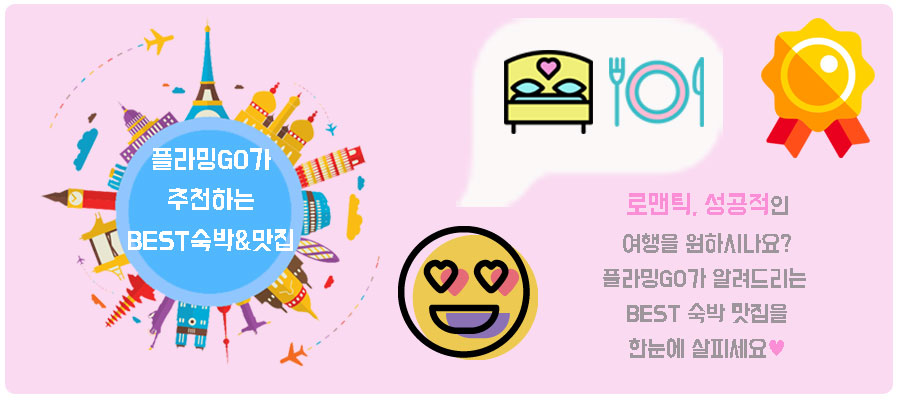 플라밍GO가
추천하는
BEST숙박&맛집
로맨틱, 성공적인
여행을 원하시나요?
플라밍GO가 알려드리는
BEST 숙박 맛집을
한눈에 살피세요♥